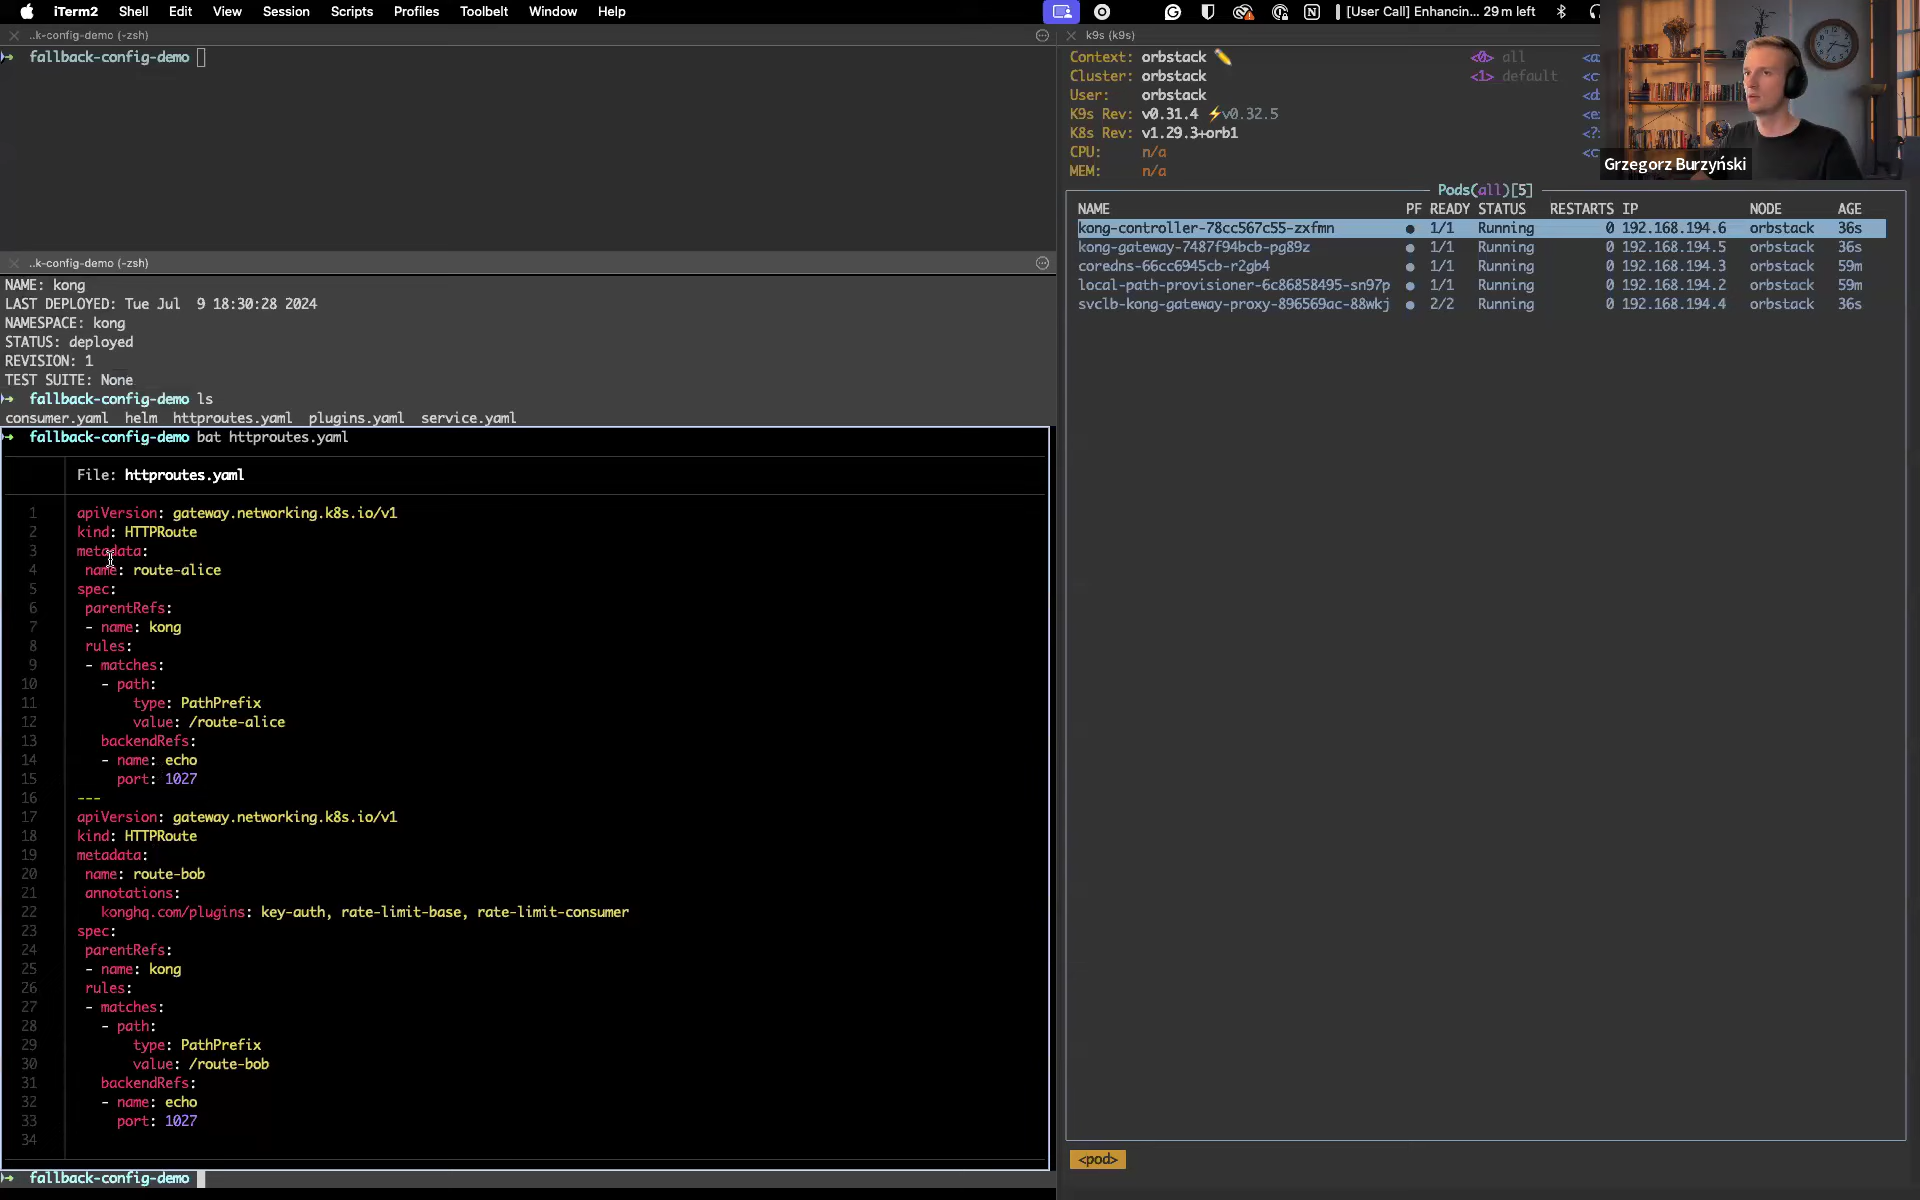 iTerm2 Shell Edit View Session Scripts Profiles Toolbelt Window Help
[User Call] Enhancin... 29 m left
..k-config-demo (-zsh)
fallback-config-demo
..k-config-demo (-zsh)
NAME: kong
LAST DEPLOYED: Tue Jul  9 18:30:28 2024
NAMESPACE: kong
STATUS: deployed
REVISION: 1
TEST SUITE: None
fallback-config-demo ls
consumer.yaml  helm  httproutes.yaml  plugins.yaml  service.yaml
fallback-config-demo bat httproutes.yaml
File: httproutes.yaml
1 apiVersion: gateway.networking.k8s.io/v1
2 kind: HTTPRoute
3 metadata:
4  name: route-alice
5 spec:
6  parentRefs:
7  - name: kong
8  rules:
9  - matches:
10    - path:
11        type: PathPrefix
12        value: /route-alice
13    backendRefs:
14    - name: echo
15      port: 1027
16 ---
17 apiVersion: gateway.networking.k8s.io/v1
18 kind: HTTPRoute
19 metadata:
20  name: route-bob
21  annotations:
22    konghq.com/plugins: key-auth, rate-limit-base, rate-limit-consumer
23 spec:
24  parentRefs:
25  - name: kong
26  rules:
27  - matches:
28    - path:
29        type: PathPrefix
30        value: /route-bob
31    backendRefs:
32    - name: echo
33      port: 1027
34
fallback-config-demo
k9s (k9s)
Context: orbstack <0> all <a
Cluster: orbstack <1> default <c
User: orbstack <d
K9s Rev: v0.31.4 ⚡v0.32.5 <e
K8s Rev: v1.29.3+orb1 <?
CPU: n/a <c
MEM: n/a
Grzegorz Burzyński
Pods(all)[5]
NAME PF READY STATUS RESTARTS IP NODE AGE
kong-controller-78cc567c55-zxfmn ● 1/1 Running 0 192.168.194.6 orbstack 36s
kong-gateway-7487f94bcb-pg89z ● 1/1 Running 0 192.168.194.5 orbstack 36s
coredns-66cc6945cb-r2gb4 ● 1/1 Running 0 192.168.194.3 orbstack 59m
local-path-provisioner-6c86858495-sn97p ● 1/1 Running 0 192.168.194.2 orbstack 59m
svclb-kong-gateway-proxy-896569ac-88wkj ● 2/2 Running 0 192.168.194.4 orbstack 36s
<pod>